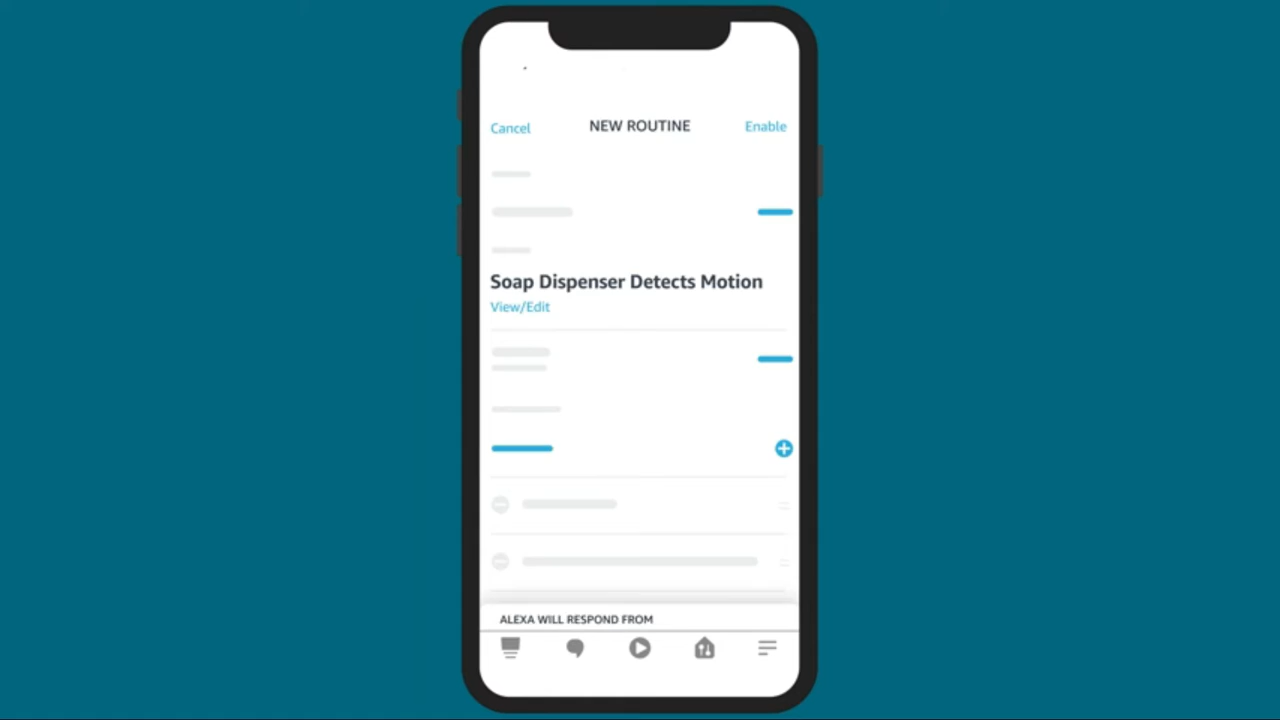 Cancel NEW ROUTINE Enable
Soap Dispenser Detects Motion
View/Edit
ALEXA WILL RESPOND FROM